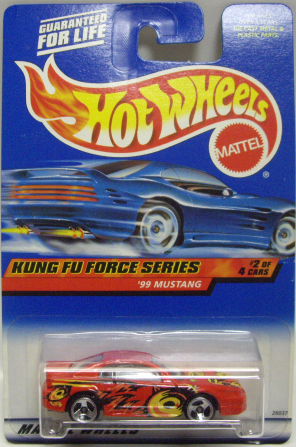 GUARANTEED
FOR LIFE
HOT WHEELS
MATTEL
®
KUNG FU FORCE SERIES
#2 OF
4 CARS
'99 MUSTANG